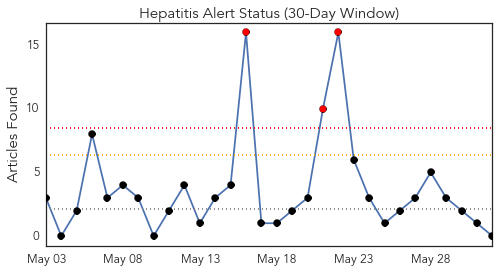 Hepatitis Alert Status (30-Day Window)
Articles Found
15
10
5
0
May 03 May 08 May 13 May 18 May 23 May 28